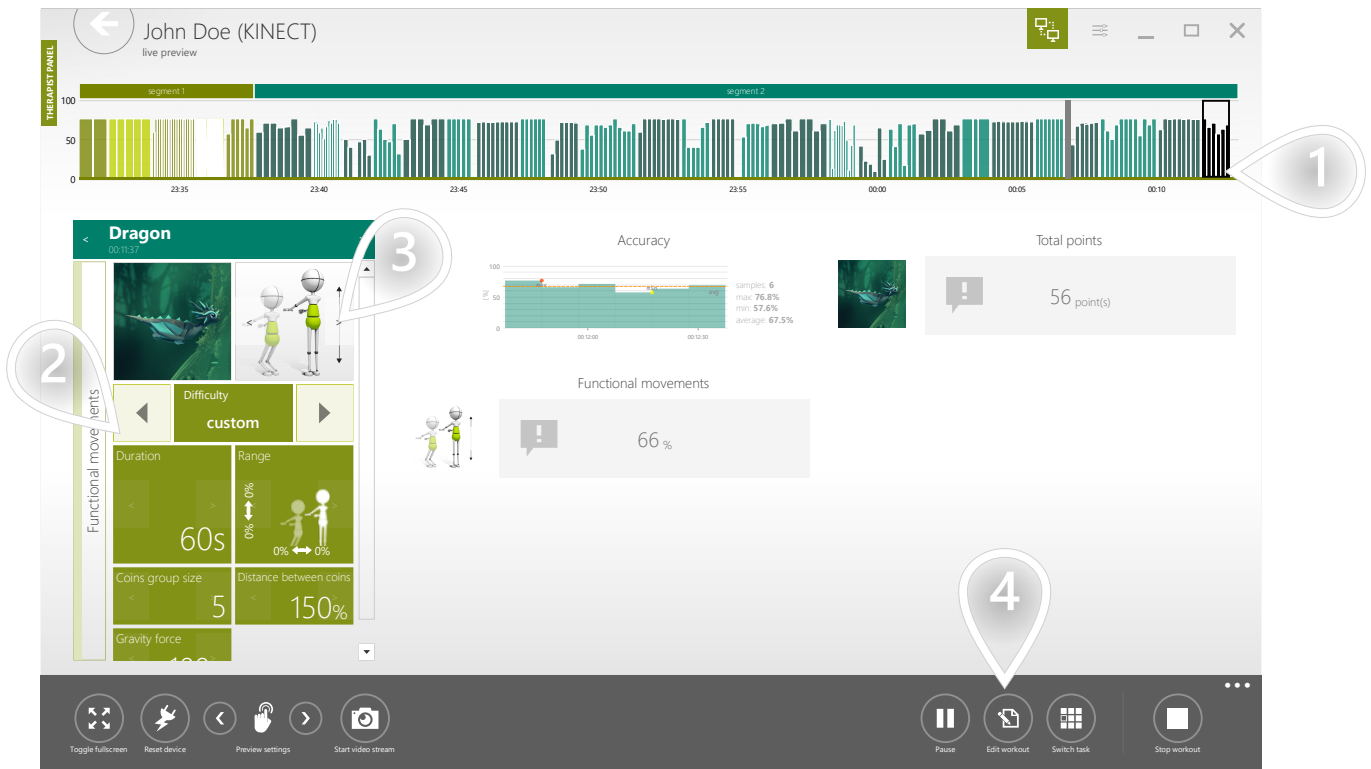 John Doe (KINECT)
live preview
THERAPIST PANEL
segment 1
segment 2
100
50
0
23:35
23:40
23:45
23:50
23:55
00:00
00:05
00:10
1
< Dragon
00:11:37
3
2
Functional movements
Difficulty
custom
Duration
< >
60s
Range
< >
0% 0%
0% 0%
Coins group size
< >
5
Distance between coins
<
150%
Gravity force
<
Accuracy
100
50
0
(%)
avg.
00:12:00
00:12:30
samples: 6
max: 76.8%
min: 57.6%
average: 67.5%
Total points
56 point(s)
Functional movements
66 %
4
Toggle fullscreen
Reset device
Preview settings
Start video stream
Pause
Edit workout
Switch task
Stop workout